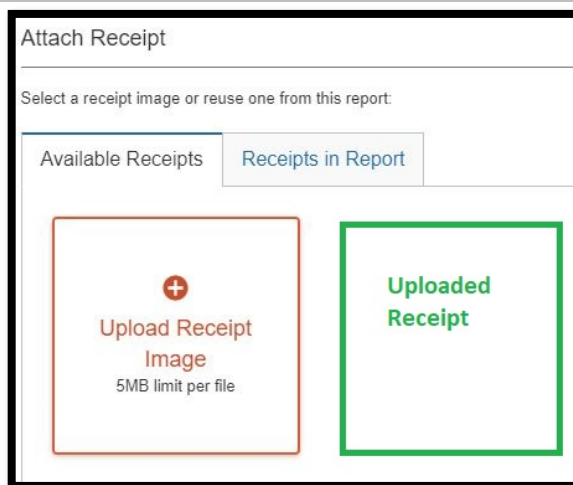 Attach Receipt
Select a receipt image or reuse one from this report:
Available Receipts
Receipts in Report
Upload Receipt
Image
5MB limit per file
Uploaded
Receipt